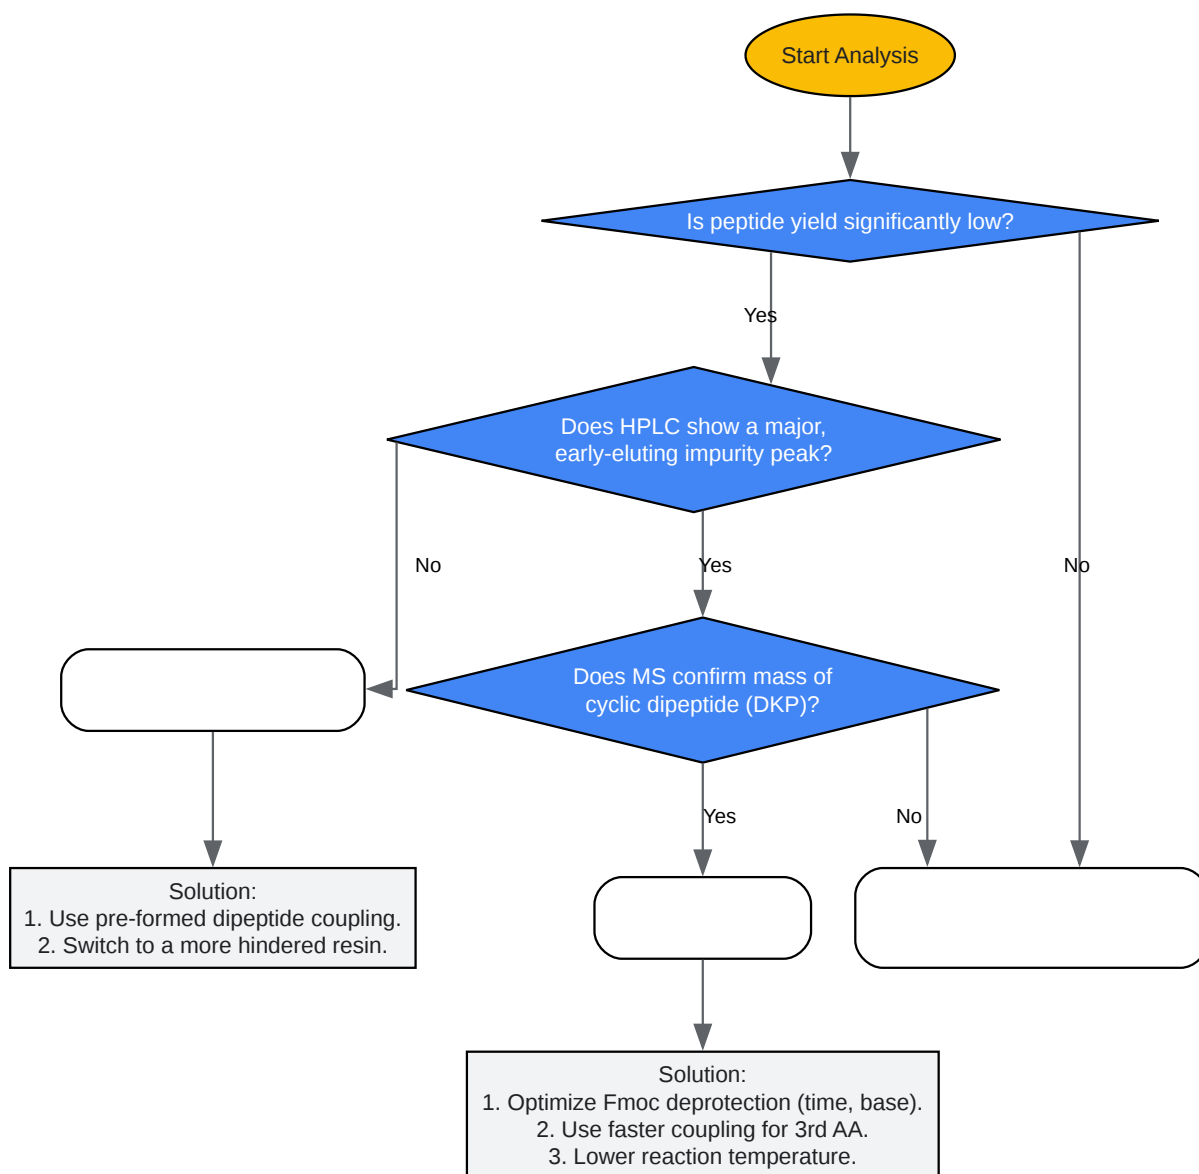 Start Analysis
Is peptide yield significantly low?
Yes
Does HPLC show a major,
early-eluting impurity peak?
No
Yes
No
Does MS confirm mass of
cyclic dipeptide (DKP)?
Yes
No
Solution:
1. Use pre-formed dipeptide coupling.
2. Switch to a more hindered resin.
Solution:
1. Optimize Fmoc deprotection (time, base).
2. Use faster coupling for 3rd AA.
3. Lower reaction temperature.